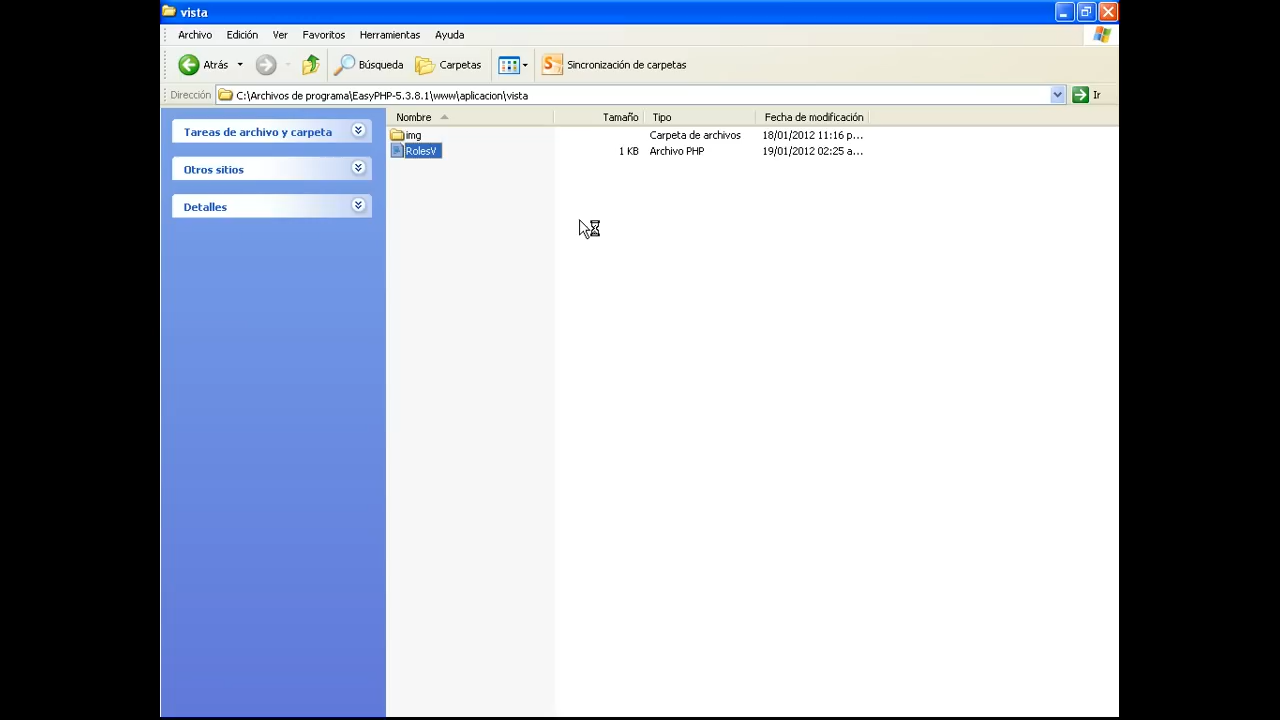 vista
Archivo Edición Ver Favoritos Herramientas Ayuda
Atrás Búsqueda Carpetas Sincronización de carpetas
Dirección C:\Archivos de programa\EasyPHP-5.3.8.1\www\aplicacion\vista Ir
Tareas de archivo y carpeta
Otros sitios
Detalles
Nombre Tamaño Tipo Fecha de modificación
img Carpeta de archivos 18/01/2012 11:16 p...
RolesV 1 KB Archivo PHP 19/01/2012 02:25 a...